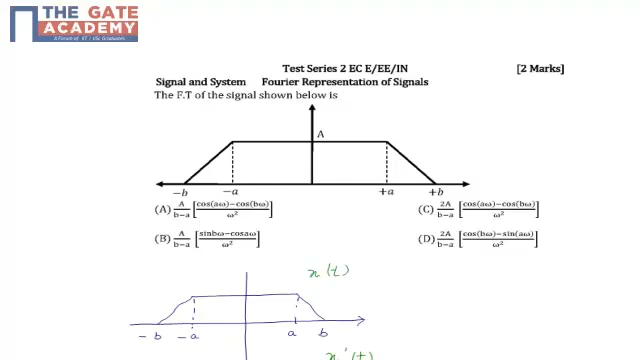 THE GATE
ACADEMY
A Forum of IIT / IISc Graduates
Test Series 2 EC E/EE/IN [2 Marks]
Signal and System Fourier Representation of Signals
The F.T of the signal shown below is
A
−b −a +a +b
(A) A/(b−a) [(cos(aω)−cos(bω))/ω²] (C) 2A/(b−a) [(cos(aω)−cos(bω))/ω²]
(B) A/(b−a) [(sinbω−cosaω)/ω²] (D) 2A/(b−a) [(cos(bω)−sin(aω))/ω²]
x(t)
−b −a a b
x'(t)